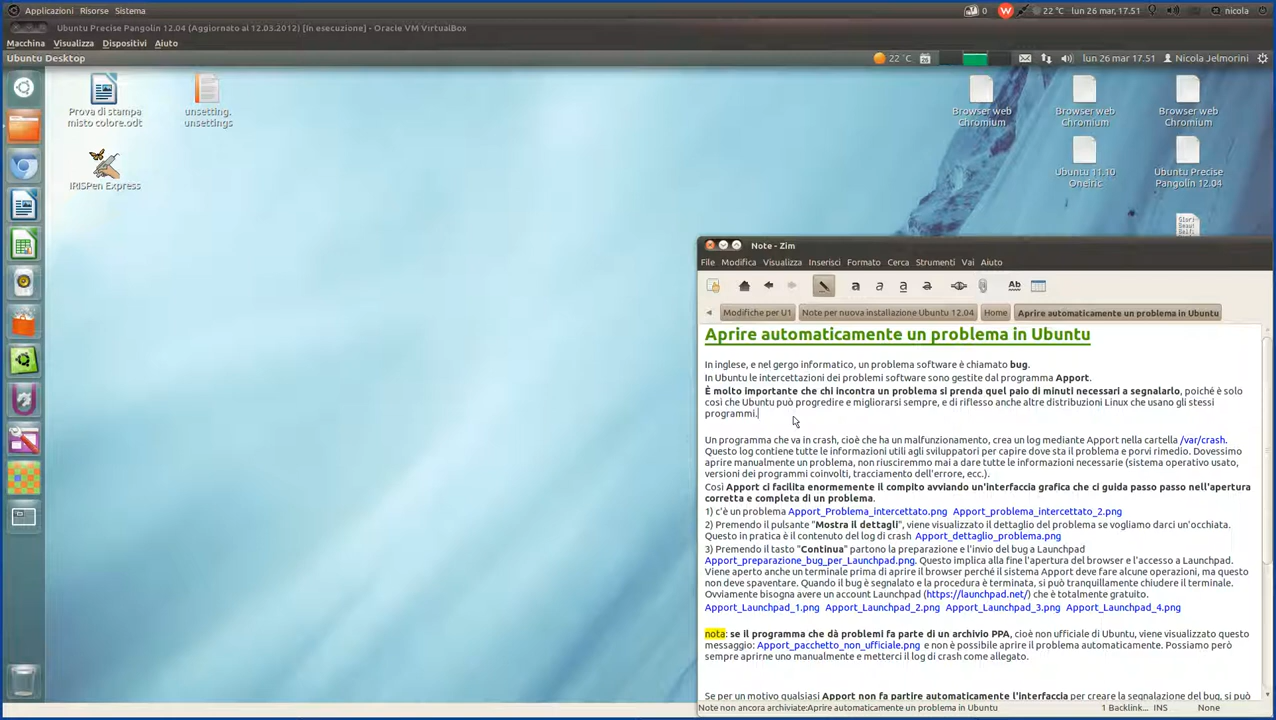 Applicazioni Risorse Sistema
0 22 °C lun 26 mar, 17.51 nicola
Ubuntu Precise Pangolin 12.04 (Aggiornato al 12.03.2012) [In esecuzione] - Oracle VM VirtualBox
Macchina Visualizza Dispositivi Aiuto
Ubuntu Desktop 22 °C lun 26 mar 17.51 Nicola Jelmorini
Prova di stampa
misto colore.odt
unsetting.
unsettings
IRISPen Express
Browser web
Chromium
Browser web
Chromium
Browser web
Chromium
Ubuntu 11.10
Oneiric
Ubuntu Precise
Pangolin 12.04
Note - Zim
File Modifica Visualizza Inserisci Formato Cerca Strumenti Vai Aiuto
Modifiche per U1 Note per nuova installazione Ubuntu 12.04 Home Aprire automaticamente un problema in Ubuntu
Aprire automaticamente un problema in Ubuntu
In inglese, e nel gergo informatico, un problema software è chiamato bug.
In Ubuntu le intercettazioni dei problemi software sono gestite dal programma Apport.
È molto importante che chi incontra un problema si prenda quel paio di minuti necessari a segnalarlo, poiché è solo
così che Ubuntu può progredire e migliorarsi sempre, e di riflesso anche altre distribuzioni Linux che usano gli stessi
programmi.
Un programma che va in crash, cioè che ha un malfunzionamento, crea un log mediante Apport nella cartella /var/crash.
Questo log contiene tutte le informazioni utili agli sviluppatori per capire dove sta il problema e porvi rimedio. Dovessimo
aprire manualmente un problema, non riusciremmo mai a dare tutte le informazioni necessarie (sistema operativo usato,
versioni dei programmi coinvolti, tracciamento dell'errore, ecc.).
Così Apport ci facilita enormemente il compito avviando un'interfaccia grafica che ci guida passo passo nell'apertura
corretta e completa di un problema.
1) c'è un problema Apport_Problema_intercettato.png Apport_problema_intercettato_2.png
2) Premendo il pulsante "Mostra il dettagli", viene visualizzato il dettaglio del problema se vogliamo darci un'occhiata.
Questo in pratica è il contenuto del log di crash Apport_dettaglio_problema.png
3) Premendo il tasto "Continua" partono la preparazione e l'invio del bug a Launchpad
Apport_preparazione_bug_per_Launchpad.png. Questo implica alla fine l'apertura del browser e l'accesso a Launchpad.
Viene aperto anche un terminale prima di aprire il browser perché il sistema Apport deve fare alcune operazioni, ma questo
non deve spaventare. Quando il bug è segnalato e la procedura è terminata, si può tranquillamente chiudere il terminale.
Ovviamente bisogna avere un account Launchpad (https://launchpad.net/) che è totalmente gratuito.
Apport_Launchpad_1.png Apport_Launchpad_2.png Apport_Launchpad_3.png Apport_Launchpad_4.png
nota: se il programma che dà problemi fa parte di un archivio PPA, cioè non ufficiale di Ubuntu, viene visualizzato questo
messaggio: Apport_pacchetto_non_ufficiale.png e non è possibile aprire il problema automaticamente. Possiamo però
sempre aprirne uno manualmente e metterci il log di crash come allegato.
Se per un motivo qualsiasi Apport non fa partire automaticamente l'interfaccia per creare la segnalazione del bug, si può
Note non ancora archiviate:Aprire automaticamente un problema in Ubuntu 1 Backlink... INS None